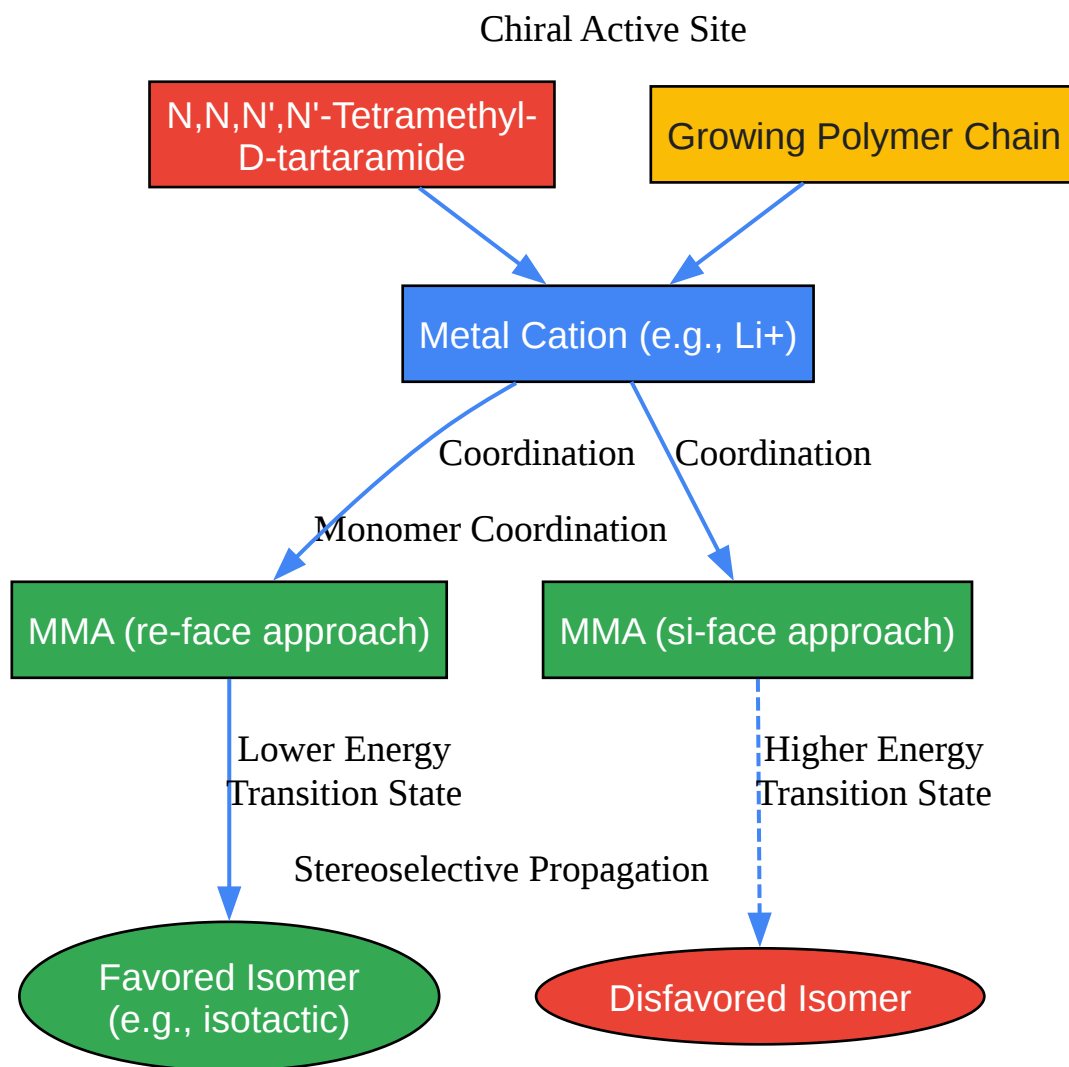 Chiral Active Site
N,N,N',N'-Tetramethyl-
D-tartaramide
Growing Polymer Chain
Metal Cation (e.g., Li+)
Coordination
Coordination
Monomer Coordination
MMA (re-face approach)
MMA (si-face approach)
Lower Energy
Transition State
Higher Energy
Transition State
Stereoselective Propagation
Favored Isomer
(e.g., isotactic)
Disfavored Isomer